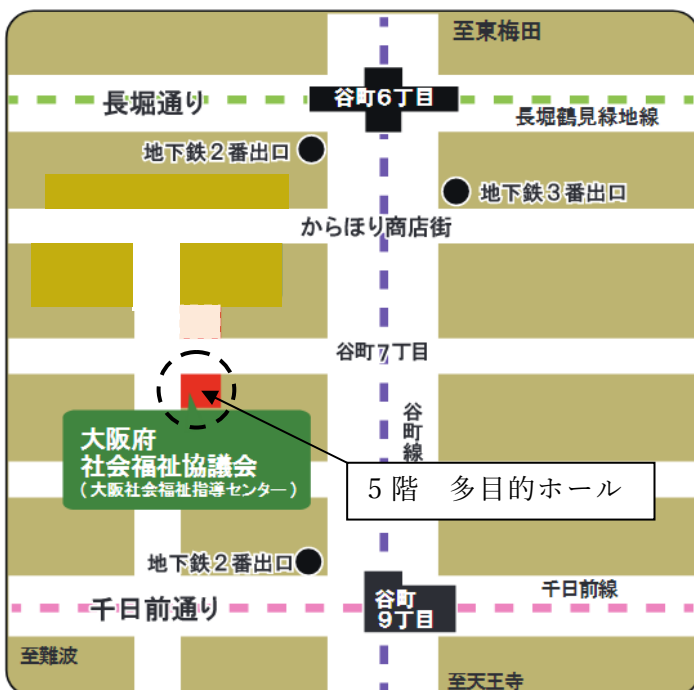 至東梅田
長堀通り
谷町6丁目
長堀鶴見緑地線
地下鉄2番出口
地下鉄3番出口
からほり商店街
谷町7丁目
谷町線
大阪府
社会福祉協議会
(大阪社会福祉指導センター)
5階 多目的ホール
地下鉄2番出口
千日前線
千日前通り
谷町
9丁目
至難波
至天王寺